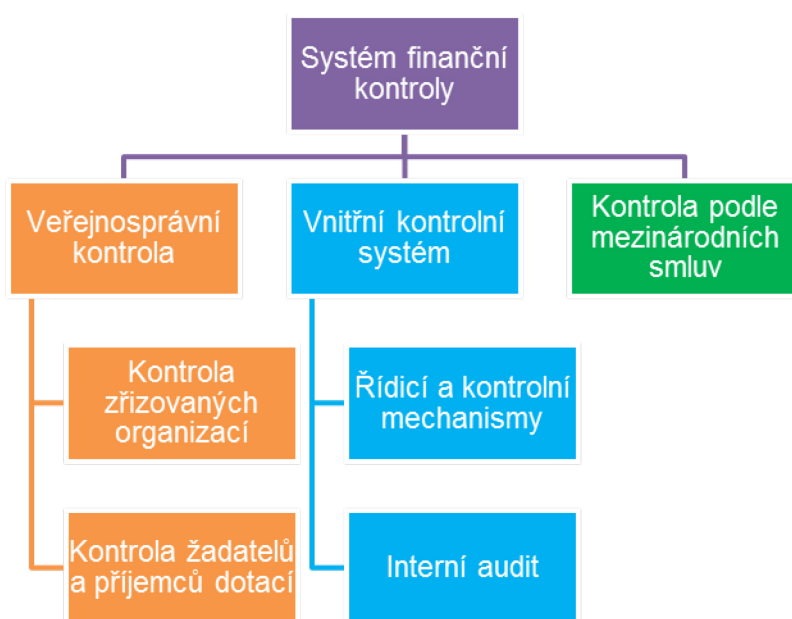 Systém finanční
kontroly
Veřejnosprávní
kontrola
Vnitřní kontrolní
systém
Kontrola podle
mezinárodních
smluv
Kontrola
zřizovaných
organizací
Řídicí a kontrolní
mechanismy
Kontrola žadatelů
a příjemců dotací
Interní audit